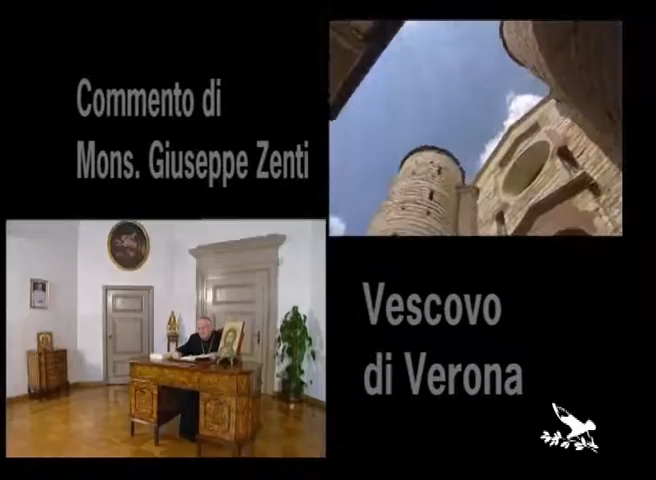 Commento di
Mons. Giuseppe Zenti
Vescovo
di Verona